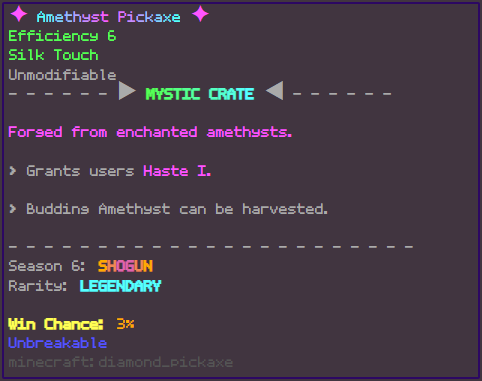 ✦ Amethyst Pickaxe ✦
Efficiency 6
Silk Touch
Unmodifiable
- - - - - - ▶ MYSTIC CRATE ◀ - - - - - -
Forged from enchanted amethysts.
> Grants users Haste I.
> Budding Amethyst can be harvested.
- - - - - - - - - - - - - - - - - - - - - - -
Season 6: SHOGUN
Rarity: LEGENDARY
Win Chance: 3%
Unbreakable
minecraft:diamond_pickaxe